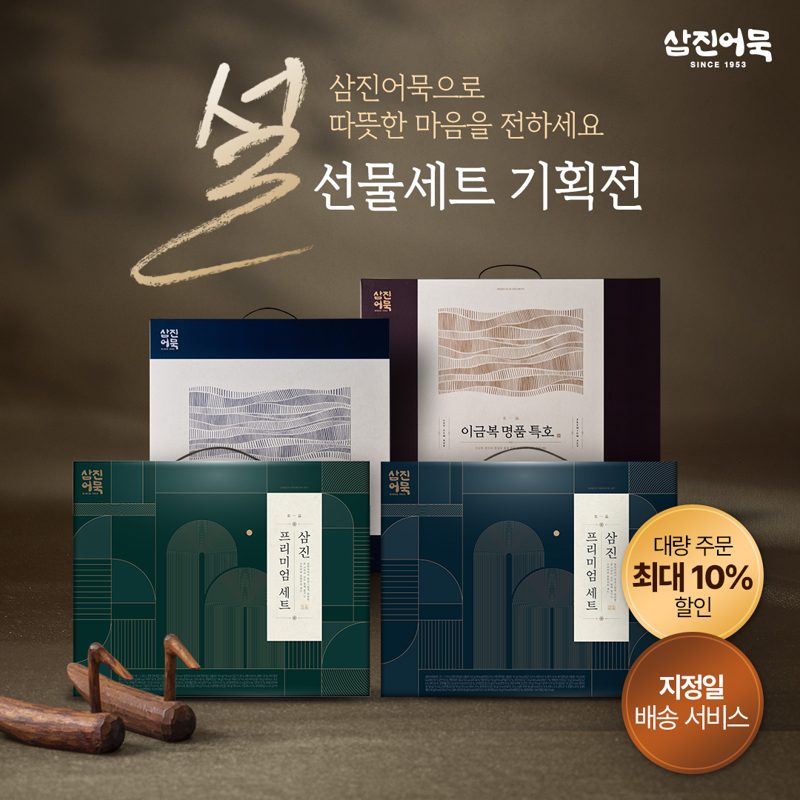 삼진어묵
SINCE 1953
설
삼진어묵으로
따뜻한 마음을 전하세요
선물세트 기획전
삼진
어묵
삼진
어묵
이금복 명품 특호
삼진
어묵
삼진
프리미엄 세트
삼진
어묵
삼진
프리미엄 세트
대량 주문
최대 10%
할인
지정일
배송 서비스